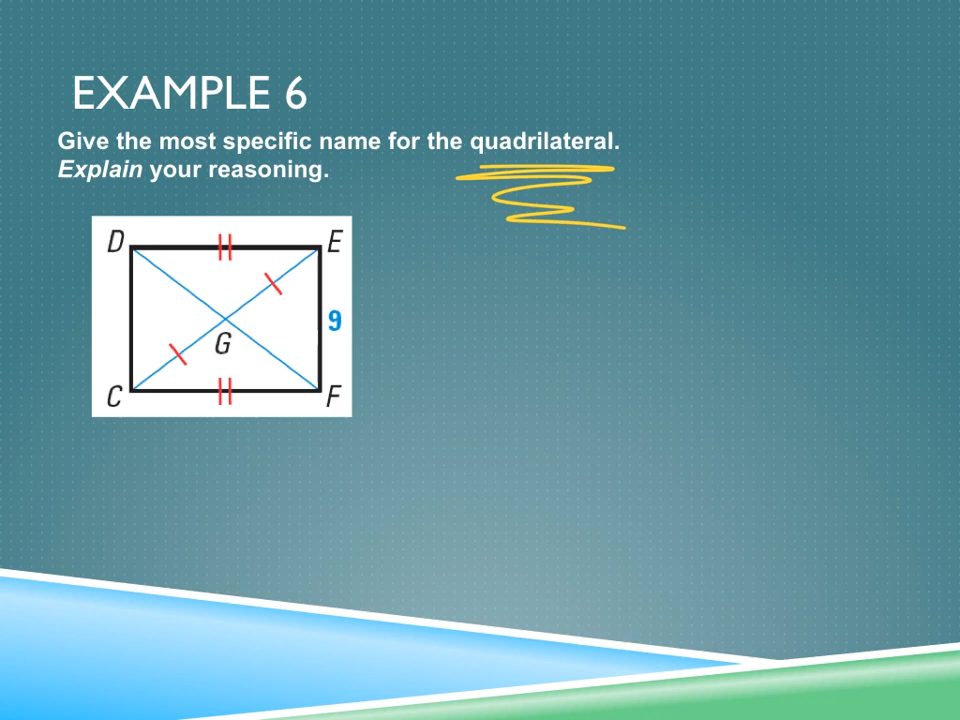 EXAMPLE 6
Give the most specific name for the quadrilateral.
Explain your reasoning.
D E
9
G
C F